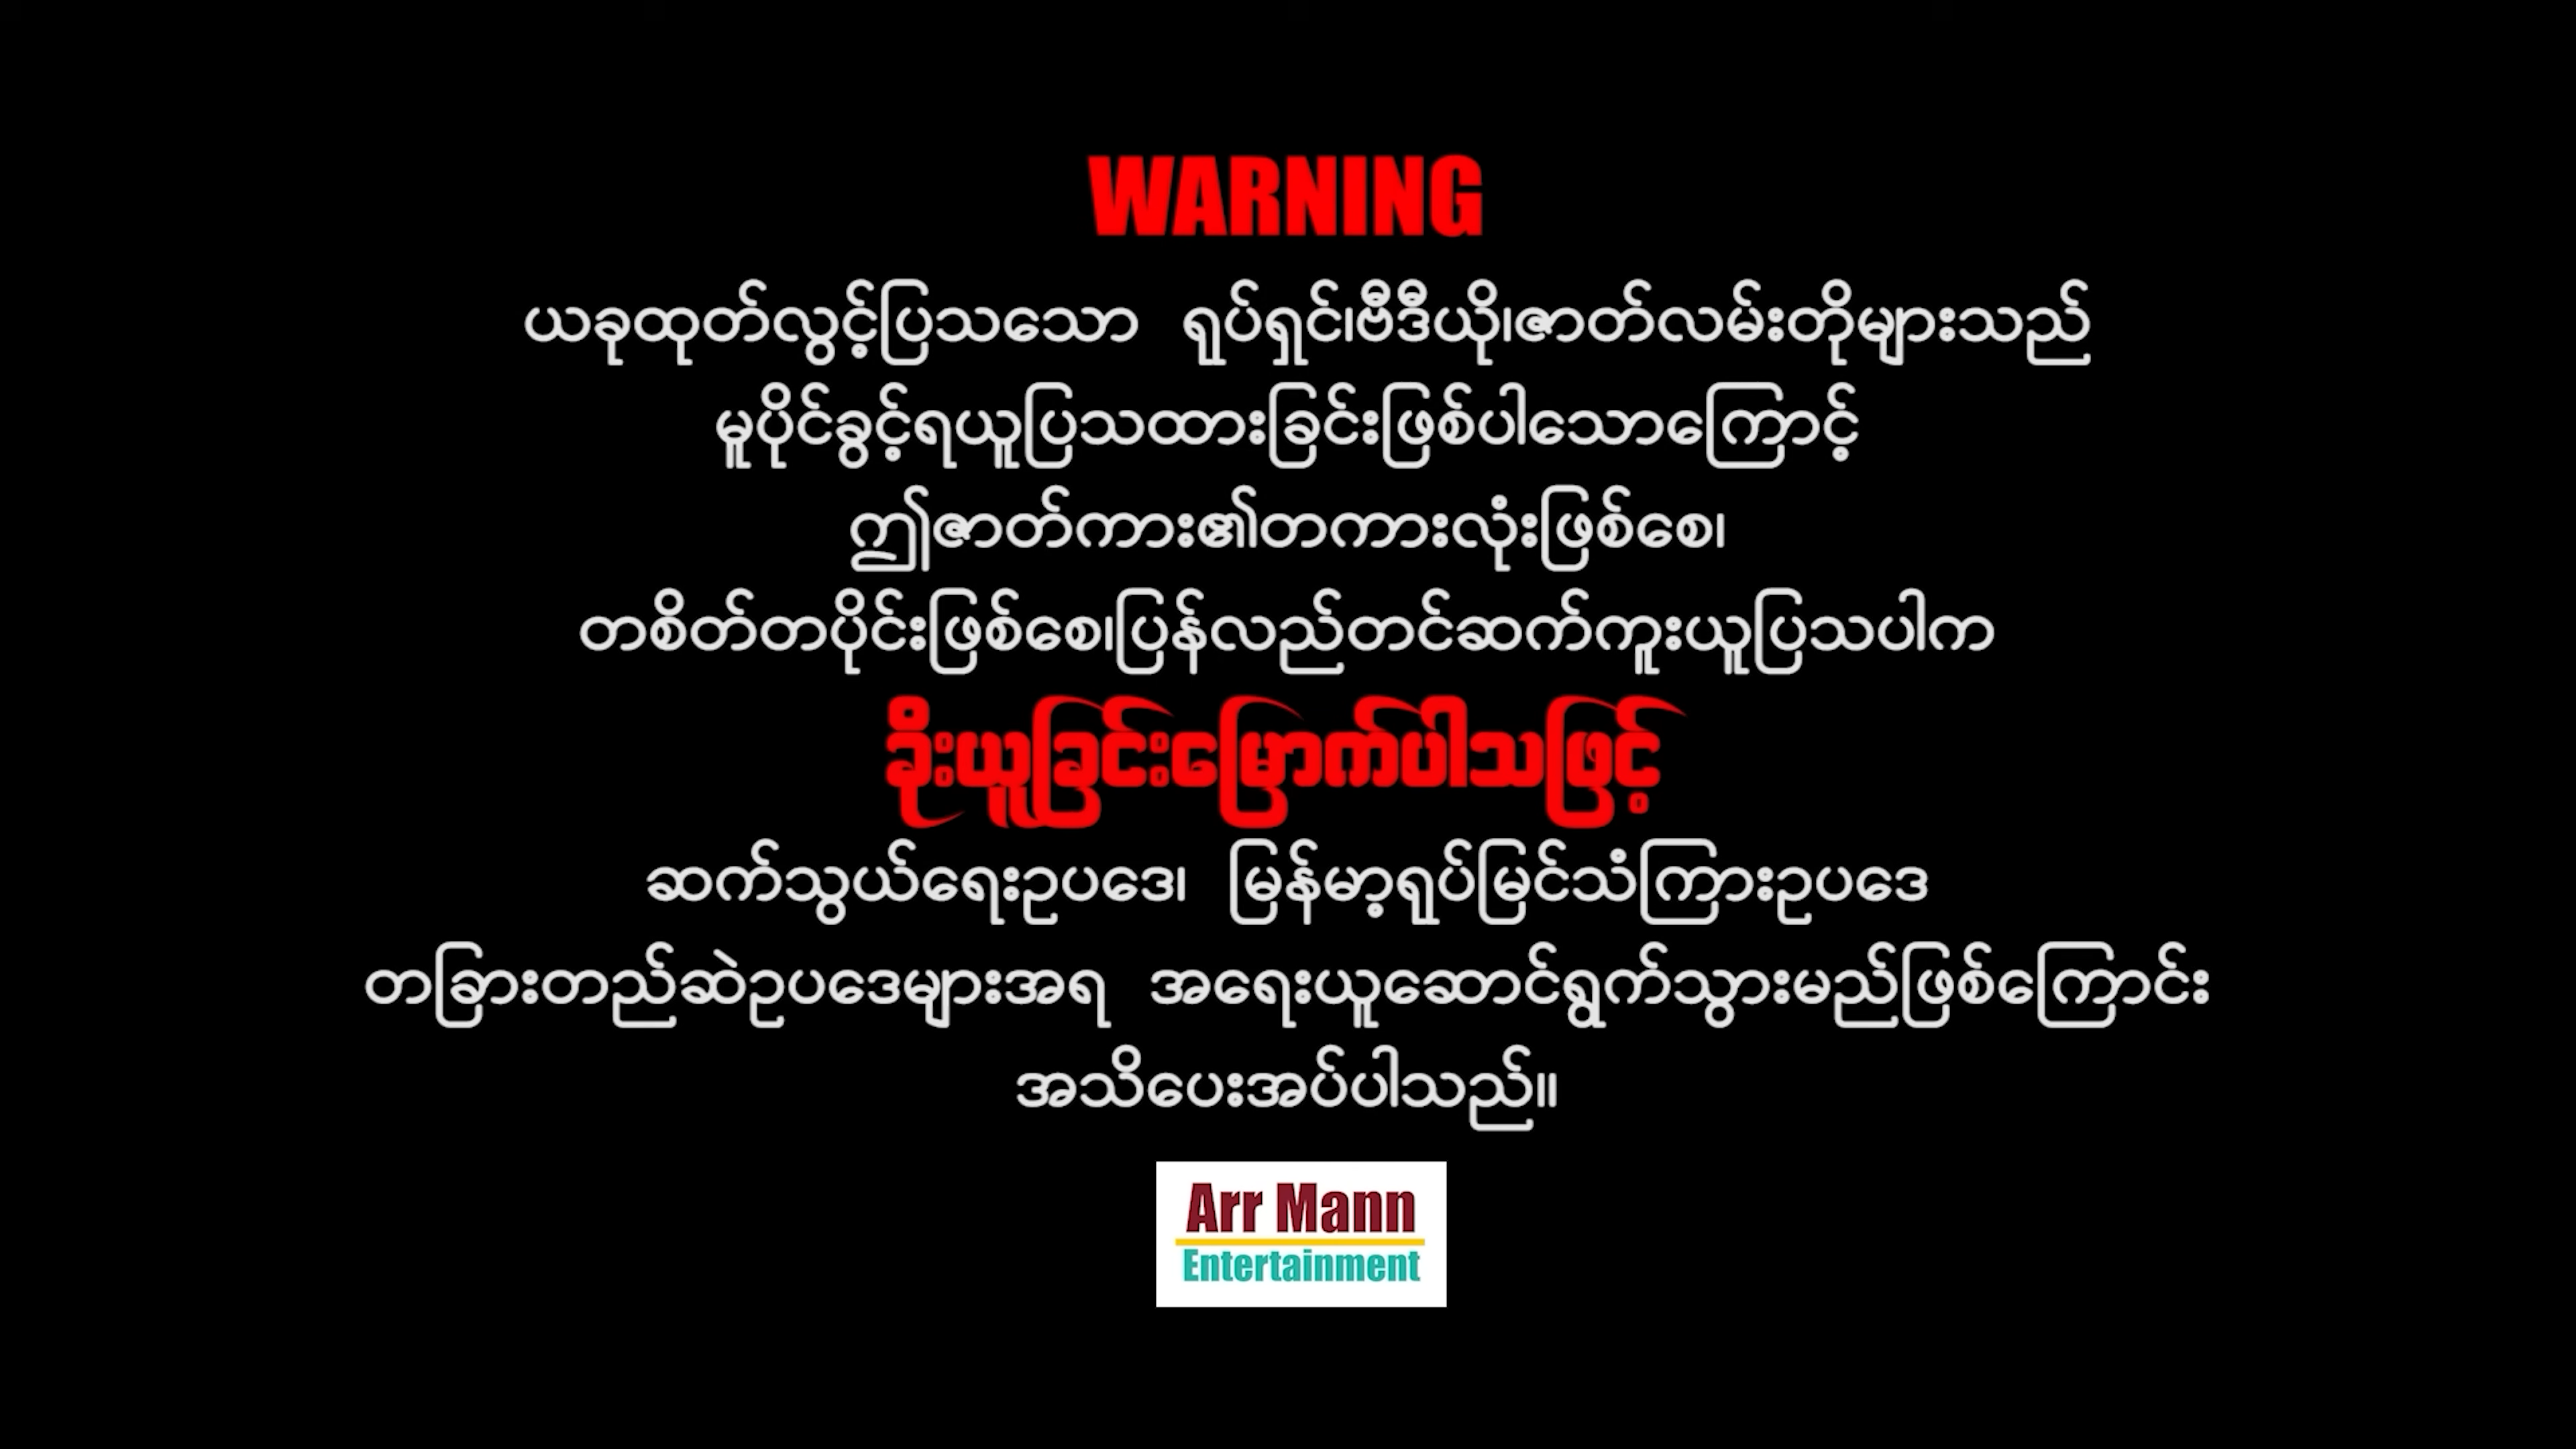 WARNING
ယခုထုတ်လွှင့်ပြသသော ရုပ်ရှင်၊ဗီဒီယို၊ဇာတ်လမ်းတိုများသည်
မူပိုင်ခွင့်ရယူပြသထားခြင်းဖြစ်ပါသောကြောင့်
ဤဇာတ်ကား၏တကားလုံးဖြစ်စေ၊
တစိတ်တပိုင်းဖြစ်စေ၊ပြန်လည်တင်ဆက်ကူးယူပြသပါက
ခိုးယူခြင်းမြောက်ပါသဖြင့်
ဆက်သွယ်ရေးဥပဒေ၊ မြန်မာ့ရုပ်မြင်သံကြားဥပဒေ
တခြားတည်ဆဲဥပဒေများအရ အရေးယူဆောင်ရွက်သွားမည်ဖြစ်ကြောင်း
အသိပေးအပ်ပါသည်။
Arr Mann
Entertainment